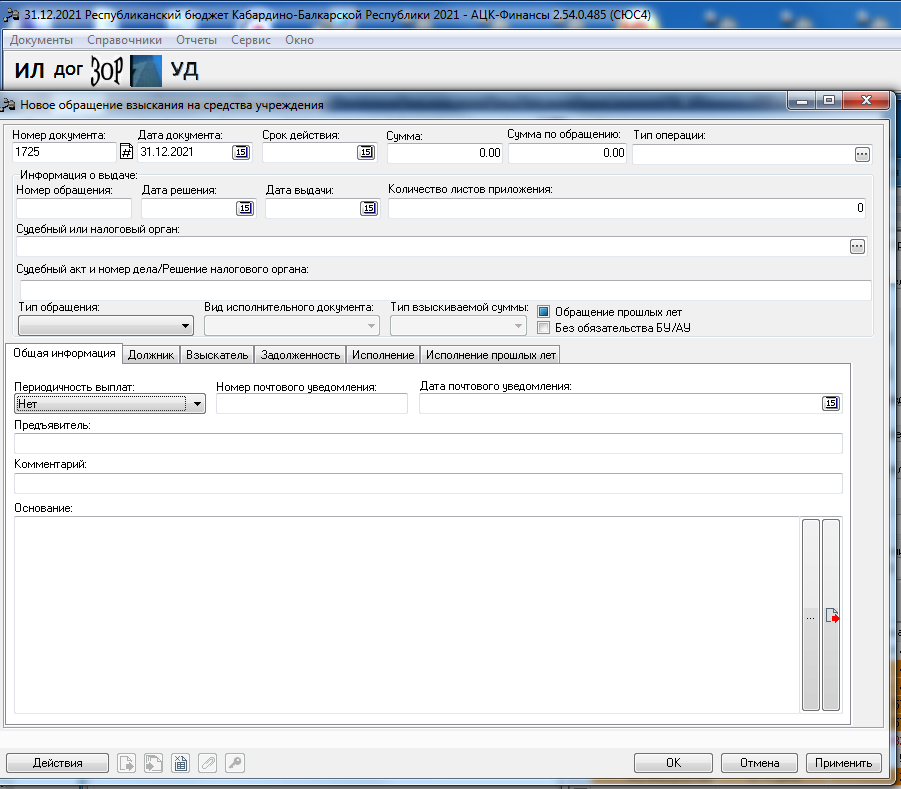 31.12.2021 Республиканский бюджет Кабардино-Балкарской Республики 2021 - АЦК-Финансы 2.54.0.485 (СЮС4)
Документы Справочники Отчеты Сервис Окно
ИЛ ДОГ ЗОР УД
Новое обращение взыскания на средства учреждения
Номер документа: Дата документа: Срок действия: Сумма: Сумма по обращению: Тип операции:
1725 # 31.12.2021 15 15 0.00 0.00 ...
Информация о выдаче:
Номер обращения: Дата решения: Дата выдачи: Количество листов приложения:
15 15 0
Судебный или налоговый орган:
...
Судебный акт и номер дела/Решение налогового органа:
Тип обращения: Вид исполнительного документа: Тип взыскиваемой суммы: Обращение прошлых лет
Без обязательства БУ/АУ
Общая информация Должник Взыскатель Задолженность Исполнение Исполнение прошлых лет
Периодичность выплат: Номер почтового уведомления: Дата почтового уведомления:
Нет 15
Предъявитель:
Комментарий:
Основание:
...
Действия OK Отмена Применить